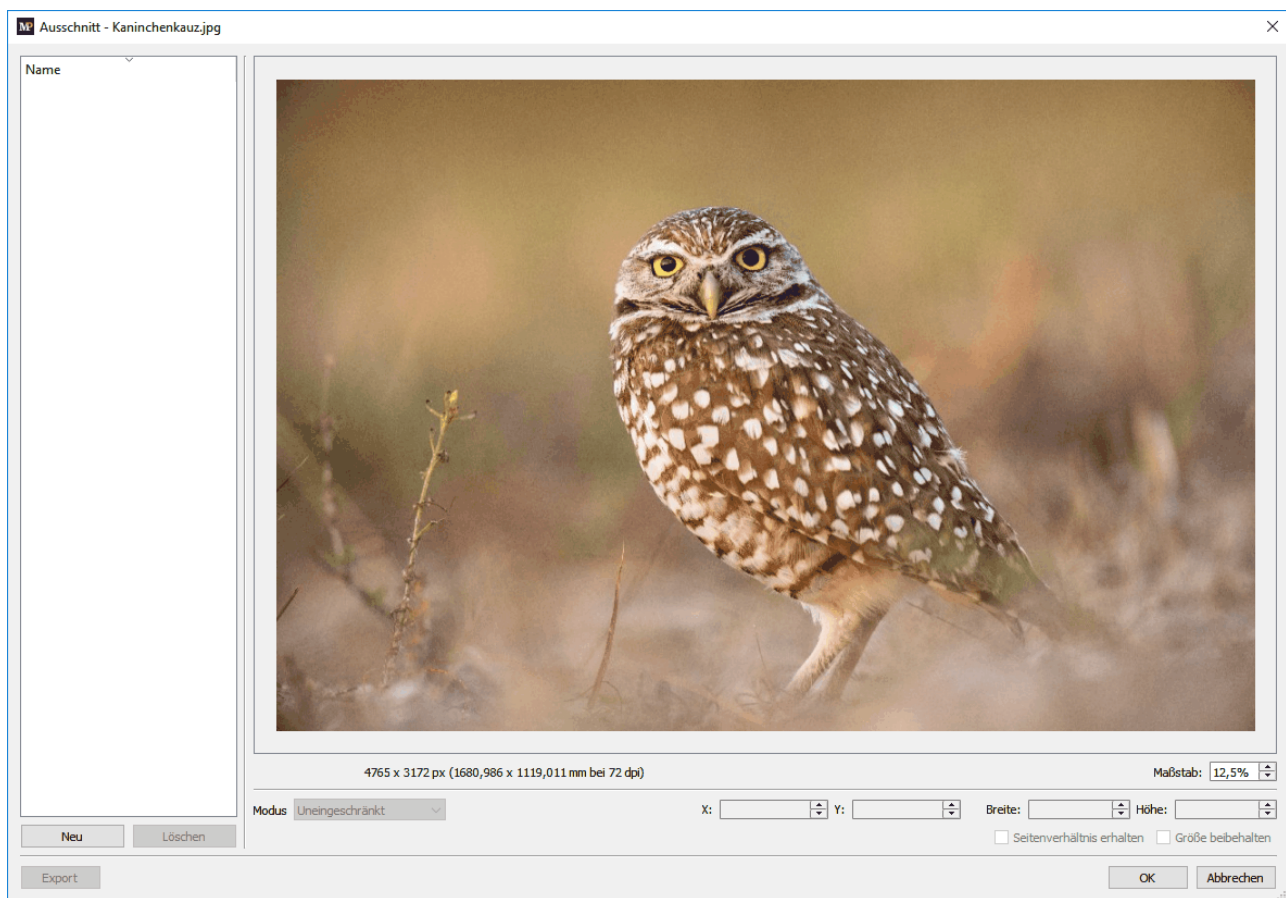 MP Ausschnitt - Kaninchenkauz.jpg
Name
4765 x 3172 px (1680,986 x 1119,011 mm bei 72 dpi)
Maßstab: 12,5%
Modus Uneingeschränkt X: Y: Breite: Höhe:
Neu Löschen
Seitenverhältnis erhalten Größe beibehalten
Export OK Abbrechen